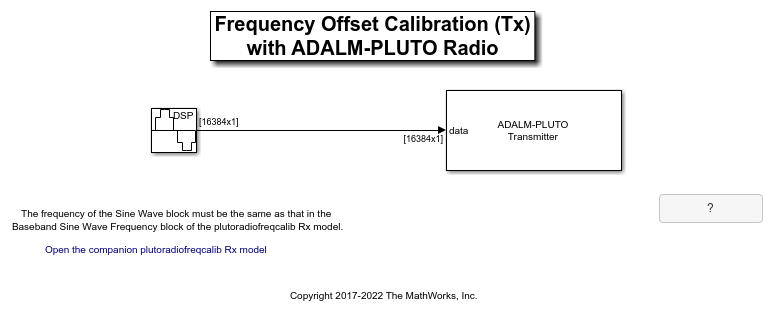 Frequency Offset Calibration (Tx)
with ADALM-PLUTO Radio
DSP
[16384x1]
[16384x1]
data
ADALM-PLUTO
Transmitter
?
The frequency of the Sine Wave block must be the same as that in the
Baseband Sine Wave Frequency block of the plutoradiofreqcalib Rx model.
Open the companion plutoradiofreqcalib Rx model
Copyright 2017-2022 The MathWorks, Inc.